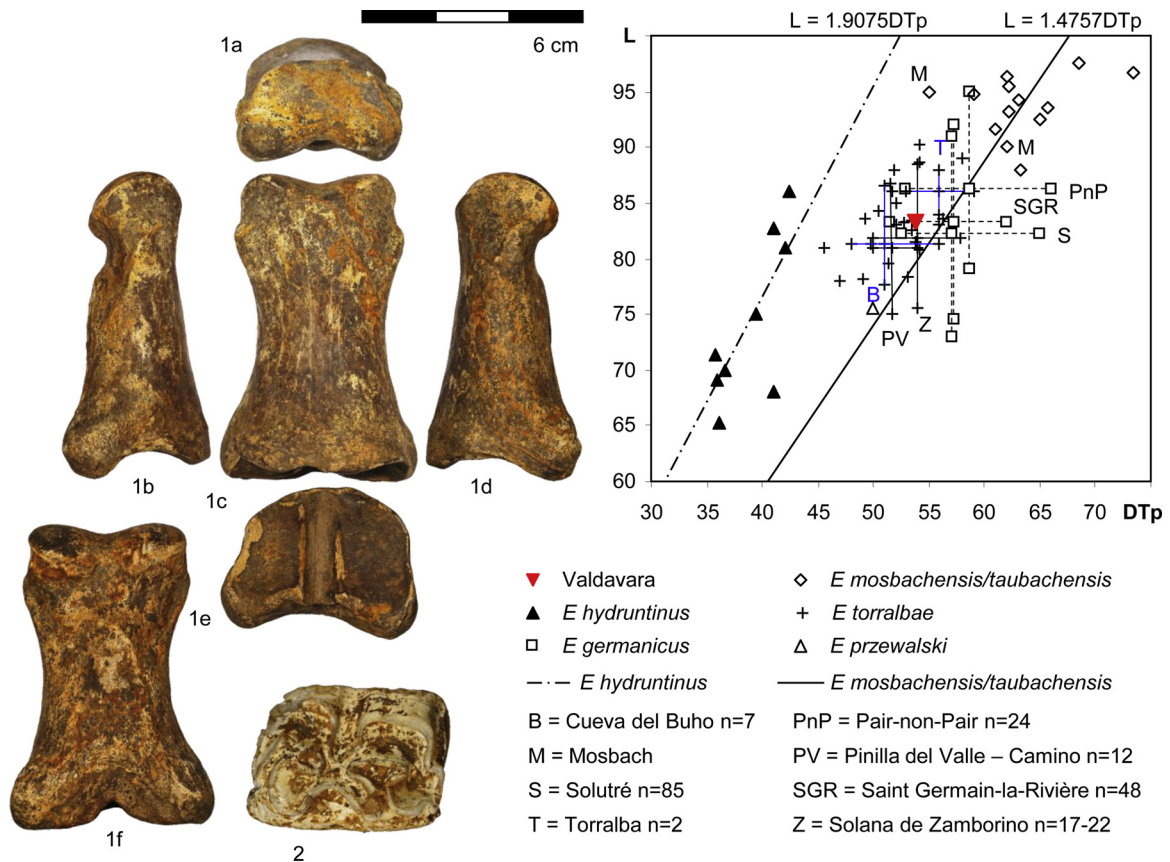 6 cm
1a
1b
1c
1d
1e
1f
2
L = 1.9075DTp
L = 1.4757DTp
L
95
90
85
80
75
70
65
60
M
T
M
PnP
SGR
S
B
PV
Z
30 35 40 45 50 55 60 65 70 DTp
Valdavara
E mosbachensis/taubachensis
E hydruntinus
E torralbae
E germanicus
E przewalski
E hydruntinus
E mosbachensis/taubachensis
B = Cueva del Buho n=7
PnP = Pair-non-Pair n=24
M = Mosbach
PV = Pinilla del Valle – Camino n=12
S = Solutré n=85
SGR = Saint Germain-la-Rivière n=48
T = Torralba n=2
Z = Solana de Zamborino n=17-22